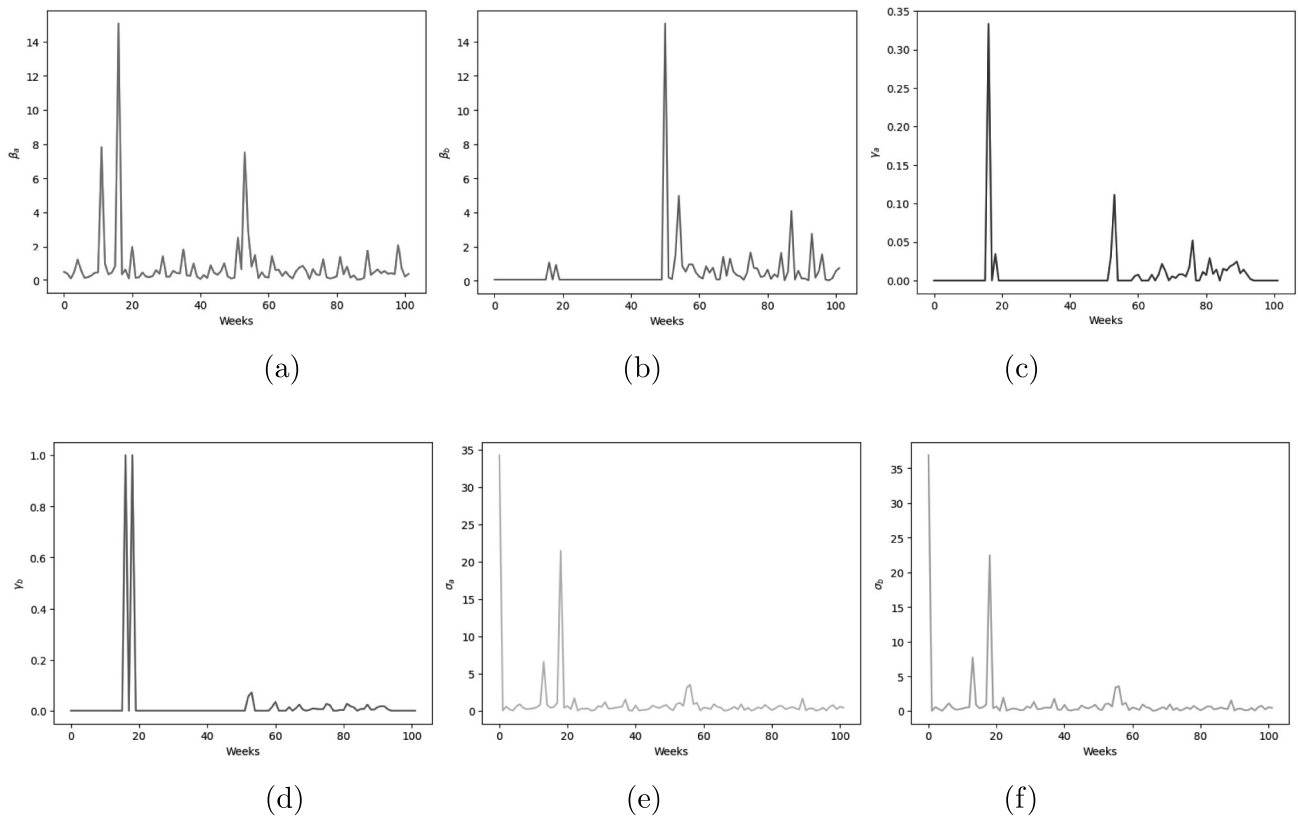 14
12
10
8
6
4
2
0
βa
0 20 40 60 80 100
Weeks
(a)
14
12
10
8
6
4
2
0
βb
0 20 40 60 80 100
Weeks
(b)
0.35
0.30
0.25
0.20
0.15
0.10
0.05
0.00
γa
0 20 40 60 80 100
Weeks
(c)
1.0
0.8
0.6
0.4
0.2
0.0
γb
0 20 40 60 80 100
Weeks
(d)
35
30
25
20
15
10
5
0
σa
0 20 40 60 80 100
Weeks
(e)
35
30
25
20
15
10
5
0
σb
0 20 40 60 80 100
Weeks
(f)